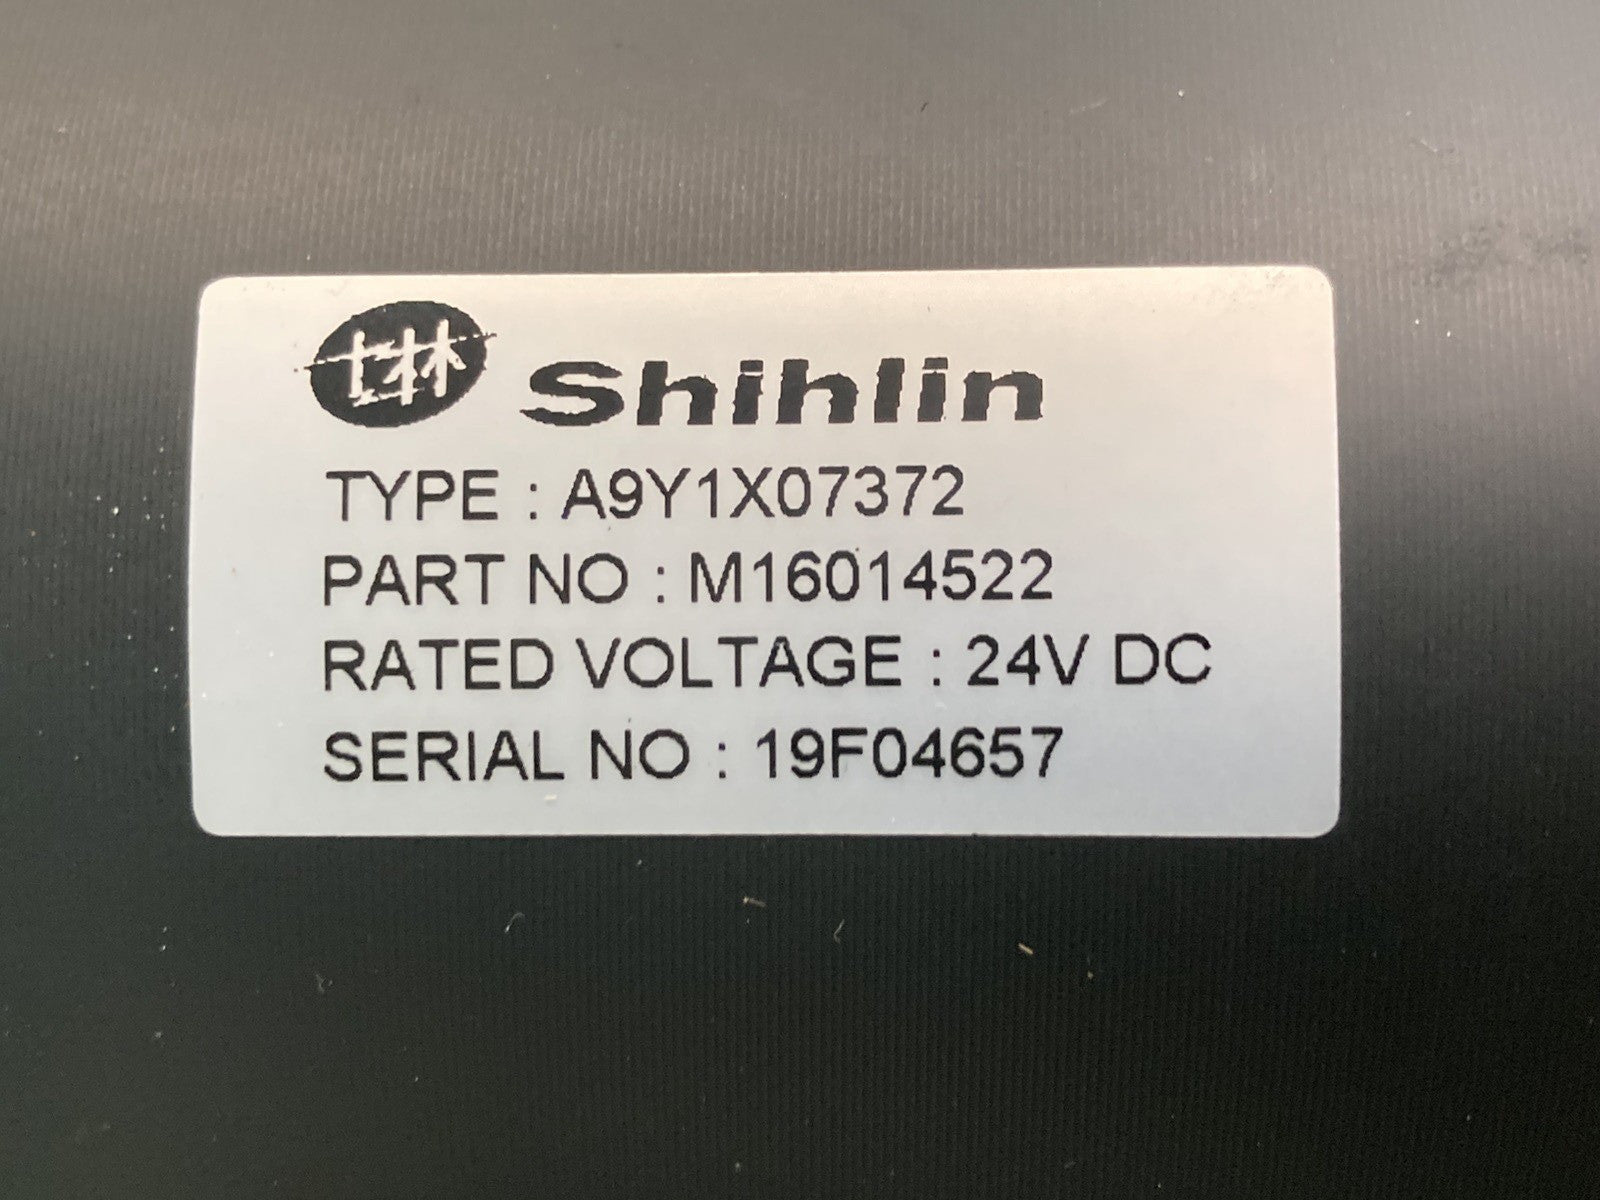 士林 Shihlin
TYPE : A9Y1X07372
PART NO : M16014522
RATED VOLTAGE : 24V DC
SERIAL NO : 19F04657